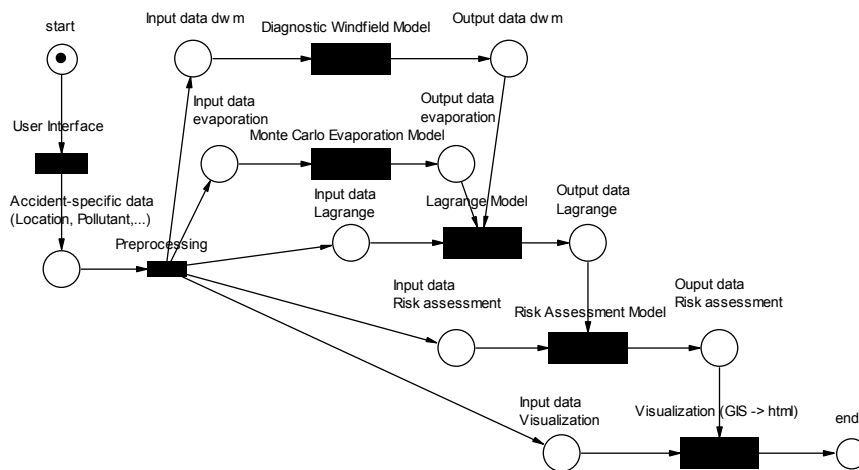 Input data dwm
Diagnostic Windfield Model
Output data dwm
start
Input data
evaporation
Output data
evaporation
User Interface
Monte Carlo Evaporation Model
Accident-specific data
(Location, Pollutant,...)
Input data
Lagrange
Lagrange Model
Output data
Lagrange
Preprocessing
Input data
Risk assessment
Risk Assessment Model
Ouput data
Risk assessment
Input data
Visualization
Visualization (GIS -> html)
end